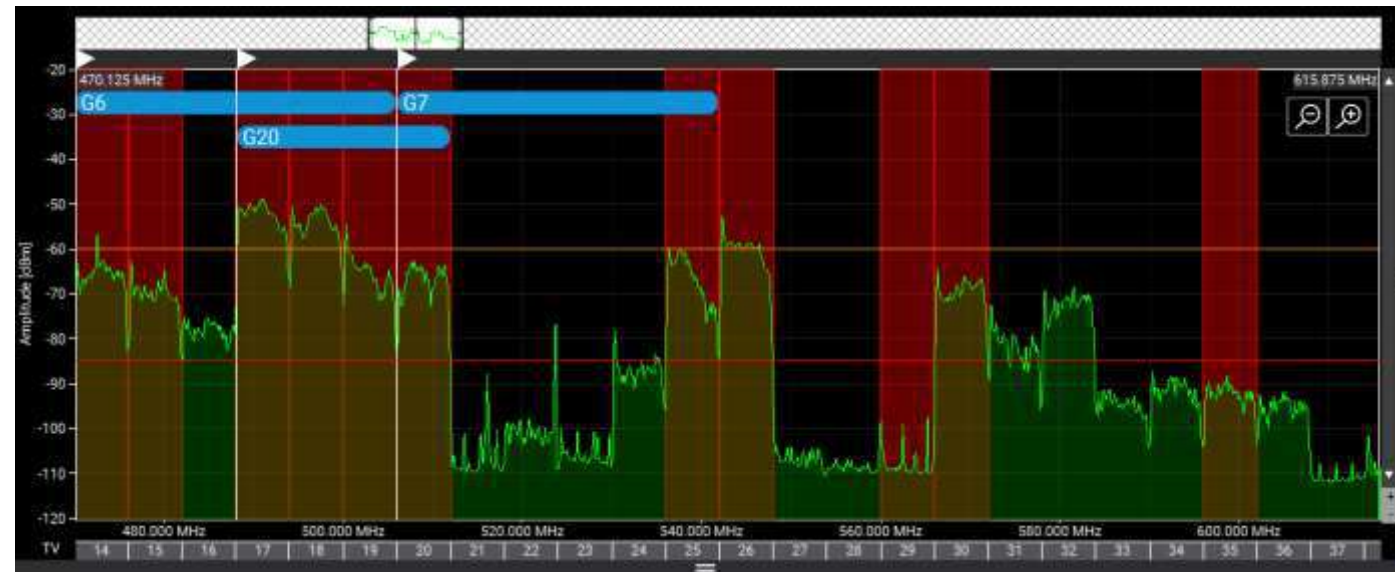 -20
470.125 MHz
615.875 MHz
G6
G7
-30
G20
-40
-50
Amplitude [dBm]
-60
-70
-80
-90
-100
-110
-120
480.000 MHz
500.000 MHz
520.000 MHz
540.000 MHz
560.000 MHz
580.000 MHz
600.000 MHz
TV 14 15 16 17 18 19 20 21 22 23 24 25 26 27 28 29 30 31 32 33 34 35 36 37